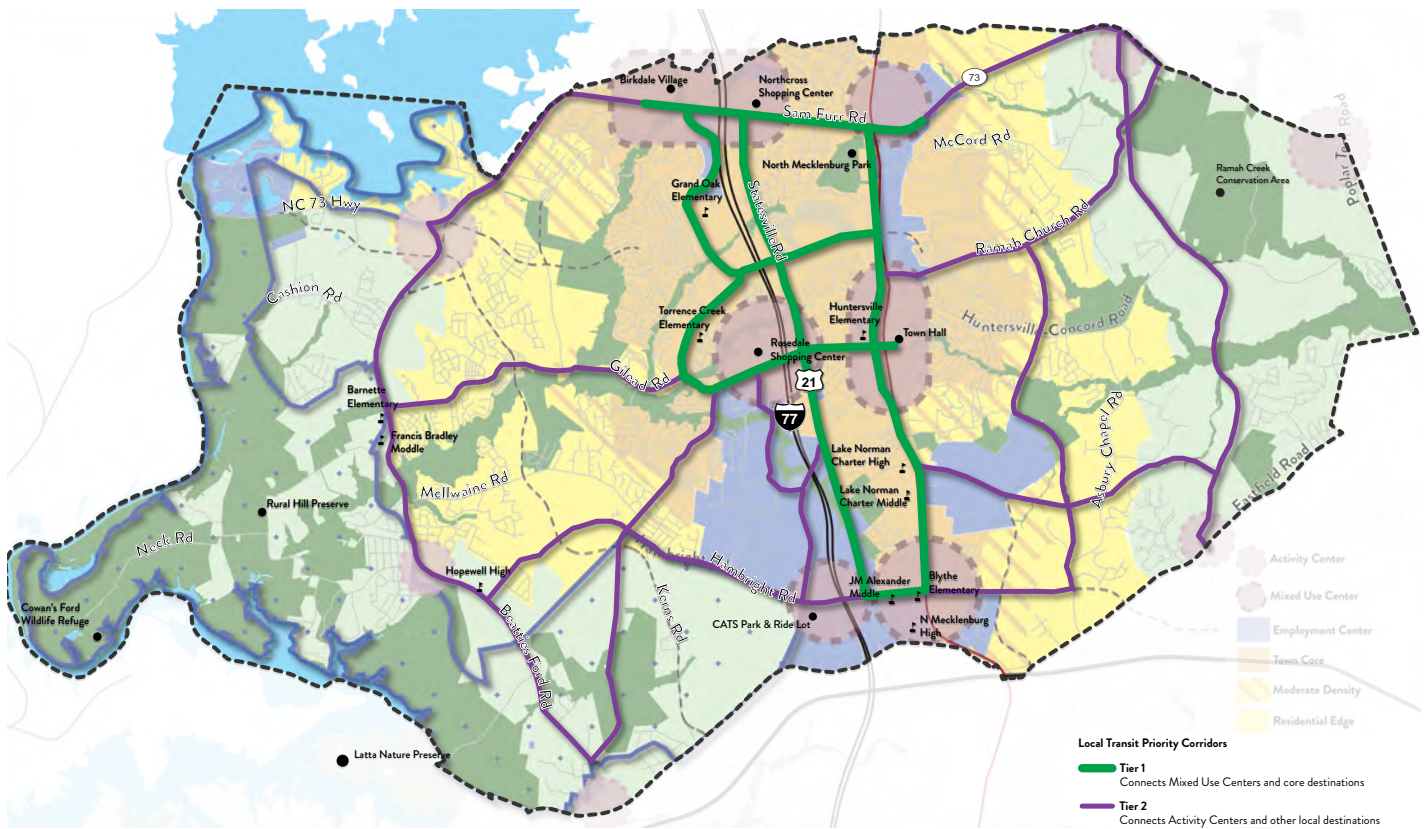 Birkdale Village
Northcross
Shopping Center
Sam Furr Rd
73
McCord Rd
North Mecklenburg Park
Poplar Tent Road
Ramah Creek
Conservation Area
Grand Oak
Elementary
Statesville Rd
NC 73 Hwy
Ramah Church Rd
Cashion Rd
Torrence Creek
Elementary
Huntersville
Elementary
Huntersville-Concord Road
Town Hall
Rosedale
Shopping Center
Gilead Rd
21
77
Barnette
Elementary
Francis Bradley
Moddle
Asbury Chapel Rd
Lake Norman
Charter High
McIlwaine Rd
Lake Norman
Charter Middle
Eastfield Road
Rural Hill Preserve
Neck Rd
Hambright Rd
Hopewell High
JM Alexander
Middle
Blythe
Elementary
Kerns Rd
Cowan's Ford
Wildlife Refuge
CATS Park & Ride Lot
N Mecklenburg
High
Beatties Ford Rd
Latta Nature Preserve
Activity Center
Mixed Use Center
Employment Center
Town Core
Moderate Density
Residential Edge
Local Transit Priority Corridors
Tier 1
Connects Mixed Use Centers and core destinations
Tier 2
Connects Activity Centers and other local destinations